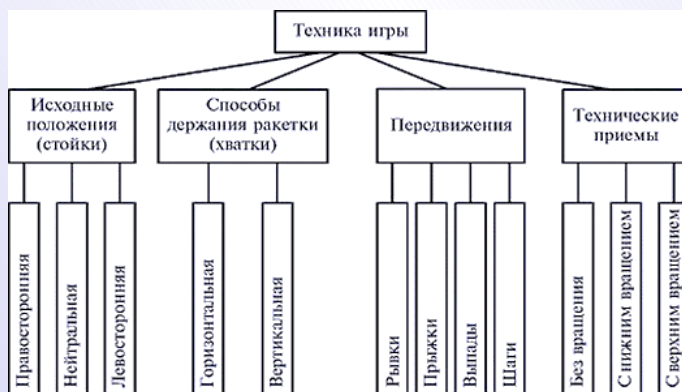 Техника игры
Исходные
положения
(стойки)
Способы
держания ракетки
(хватки)
Передвижения
Технические
приемы
Правосторонняя
Нейтральная
Левосторонняя
Горизонтальная
Вертикальная
Рывки
Прыжки
Выпады
Шаги
Без вращения
С нижним вращением
С верхним вращением